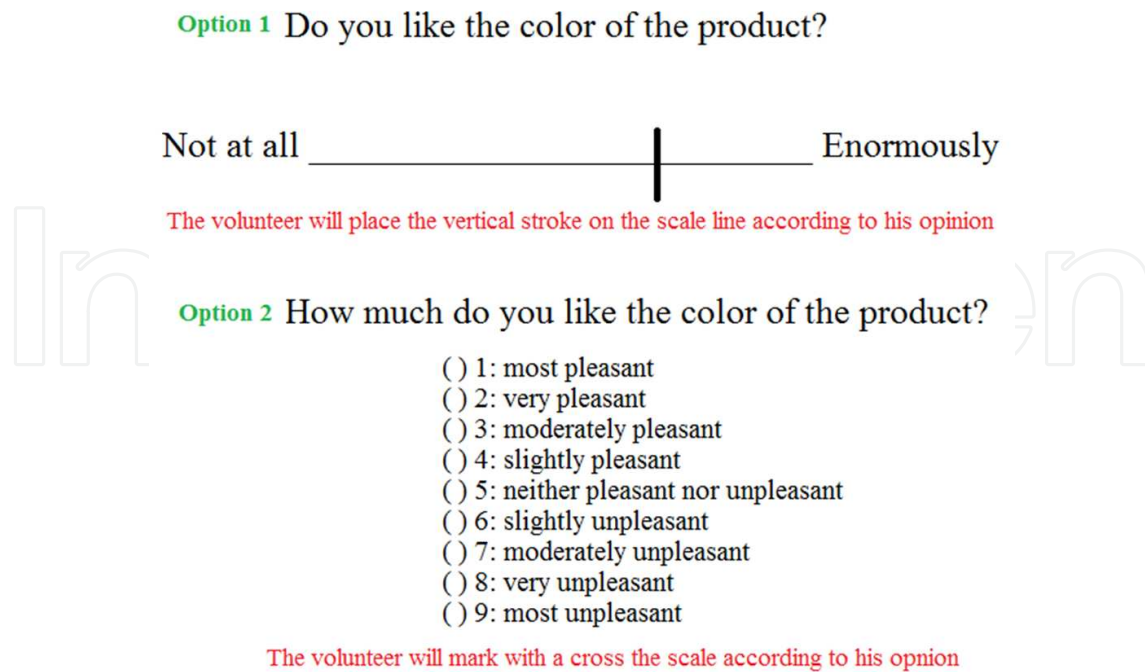 Option 1 Do you like the color of the product?
Not at all Enormously
The volunteer will place the vertical stroke on the scale line according to his opinion
Option 2 How much do you like the color of the product?
( ) 1: most pleasant
( ) 2: very pleasant
( ) 3: moderately pleasant
( ) 4: slightly pleasant
( ) 5: neither pleasant nor unpleasant
( ) 6: slightly unpleasant
( ) 7: moderately unpleasant
( ) 8: very unpleasant
( ) 9: most unpleasant
The volunteer will mark with a cross the scale according to his opnion